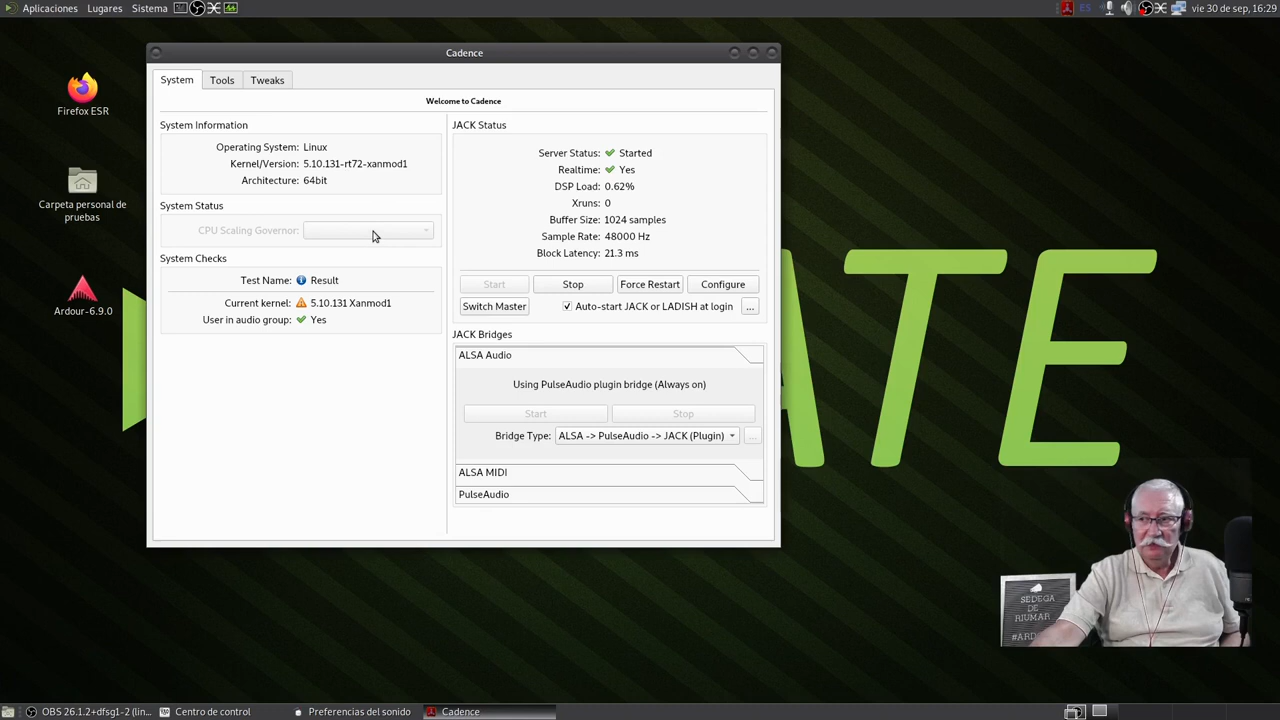 Aplicaciones Lugares Sistema
ES
vie 30 de sep, 16:29
Cadence
System Tools Tweaks
Welcome to Cadence
System Information
Operating System: Linux
Kernel/Version: 5.10.131-rt72-xanmod1
Architecture: 64bit
System Status
CPU Scaling Governor:
System Checks
Test Name: Result
Current kernel: 5.10.131 Xanmod1
User in audio group: Yes
JACK Status
Server Status: Started
Realtime: Yes
DSP Load: 0.62%
Xruns: 0
Buffer Size: 1024 samples
Sample Rate: 48000 Hz
Block Latency: 21.3 ms
Start Stop Force Restart Configure
Switch Master Auto-start JACK or LADISH at login ...
JACK Bridges
ALSA Audio
Using PulseAudio plugin bridge (Always on)
Start Stop
Bridge Type: ALSA -> PulseAudio -> JACK (Plugin) ...
ALSA MIDI
PulseAudio
Firefox ESR
Carpeta personal de
pruebas
Ardour-6.9.0
ATE
SEDEGA
DE
RIUMAR
OBS 26.1.2+dfsg1-2 (lin...
Centro de control
Preferencias del sonido
Cadence